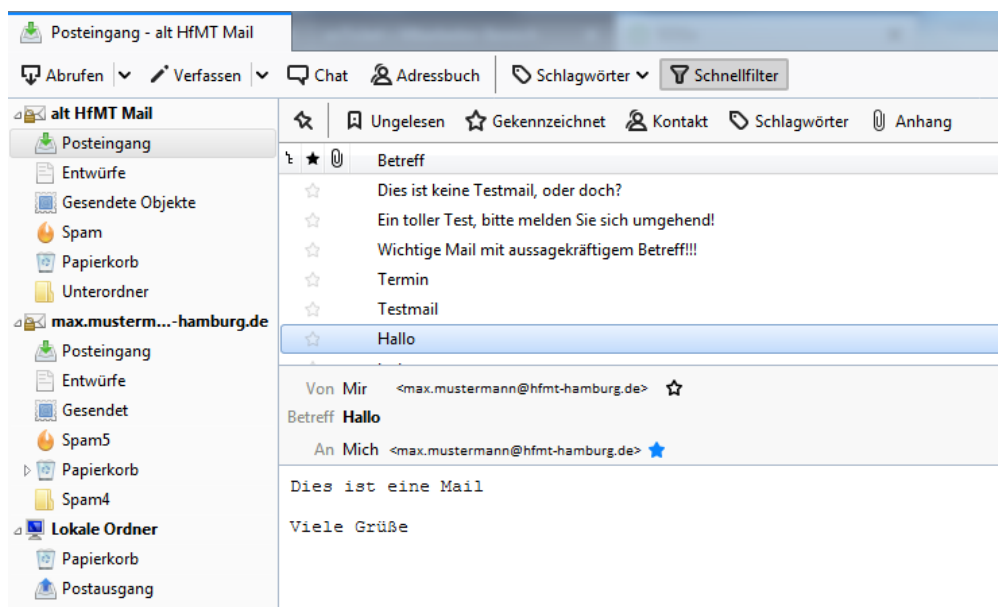 Posteingang - alt HfMT Mail
Abrufen Verfassen Chat Adressbuch Schlagwörter Schnellfilter
alt HfMT Mail
Posteingang
Entwürfe
Gesendete Objekte
Spam
Papierkorb
Unterordner
max.musterm...-hamburg.de
Posteingang
Entwürfe
Gesendet
Spam5
Papierkorb
Spam4
Lokale Ordner
Papierkorb
Postausgang
Ungelesen Gekennzeichnet Kontakt Schlagwörter Anhang
Betreff
Dies ist keine Testmail, oder doch?
Ein toller Test, bitte melden Sie sich umgehend!
Wichtige Mail mit aussagekräftigem Betreff!!!
Termin
Testmail
Hallo
Von Mir <max.mustermann@hfmt-hamburg.de>
Betreff Hallo
An Mich <max.mustermann@hfmt-hamburg.de>
Dies ist eine Mail
Viele Grüße